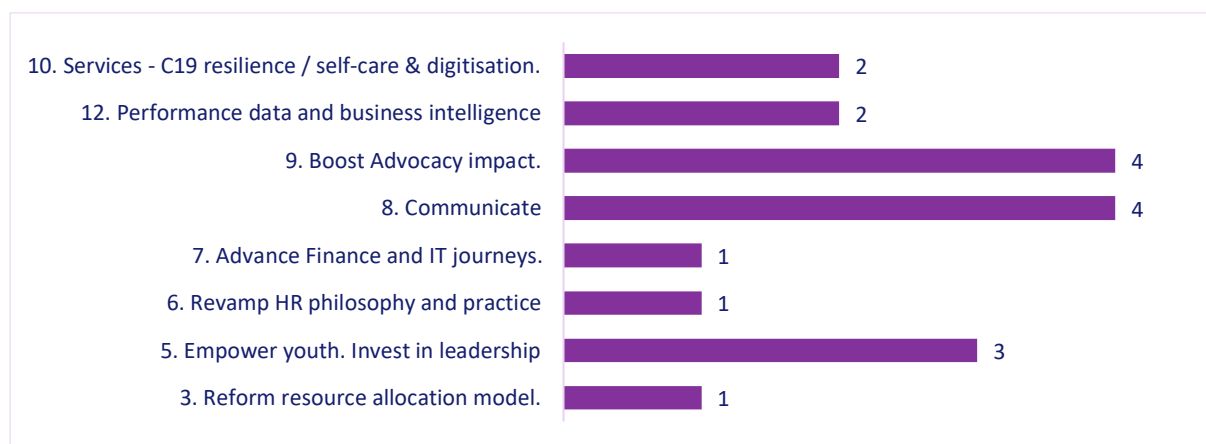 10. Services - C19 resilience / self-care & digitisation. 2
12. Performance data and business intelligence 2
9. Boost Advocacy impact. 4
8. Communicate 4
7. Advance Finance and IT journeys. 1
6. Revamp HR philosophy and practice 1
5. Empower youth. Invest in leadership 3
3. Reform resource allocation model. 1